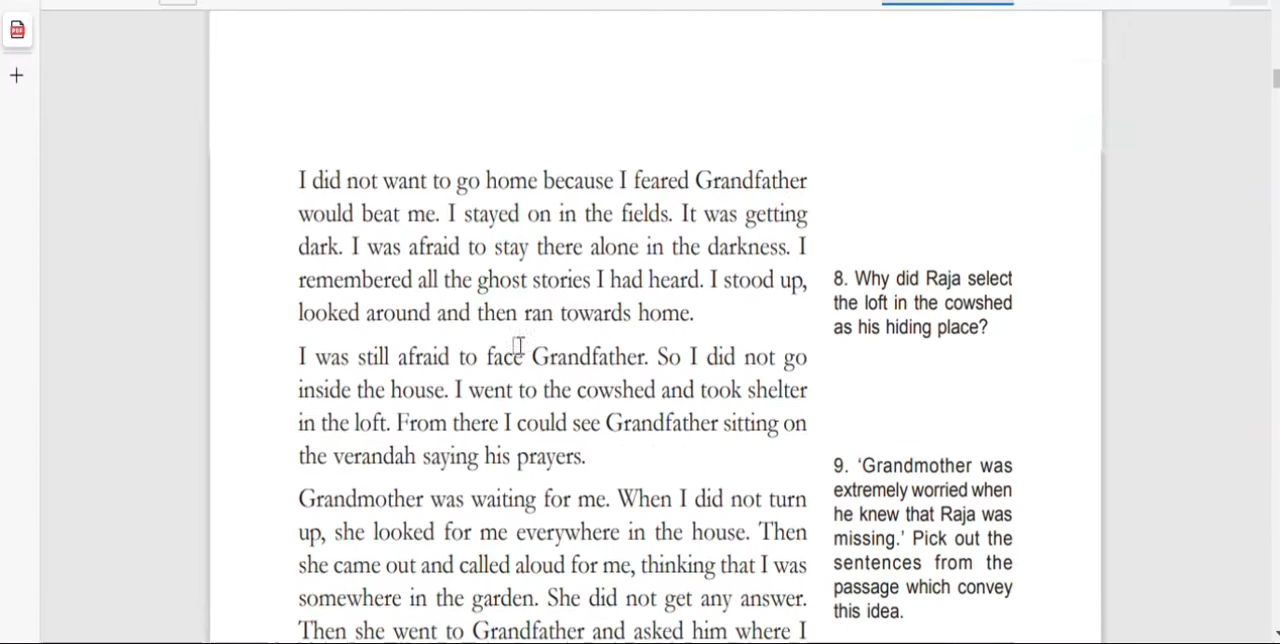 PDF
I did not want to go home because I feared Grandfather
would beat me. I stayed on in the fields. It was getting
dark. I was afraid to stay there alone in the darkness. I
remembered all the ghost stories I had heard. I stood up,
looked around and then ran towards home.
I was still afraid to face Grandfather. So I did not go
inside the house. I went to the cowshed and took shelter
in the loft. From there I could see Grandfather sitting on
the verandah saying his prayers.
Grandmother was waiting for me. When I did not turn
up, she looked for me everywhere in the house. Then
she came out and called aloud for me, thinking that I was
somewhere in the garden. She did not get any answer.
Then she went to Grandfather and asked him where I
8. Why did Raja select
the loft in the cowshed
as his hiding place?
9. ‘Grandmother was
extremely worried when
he knew that Raja was
missing.’ Pick out the
sentences from the
passage which convey
this idea.